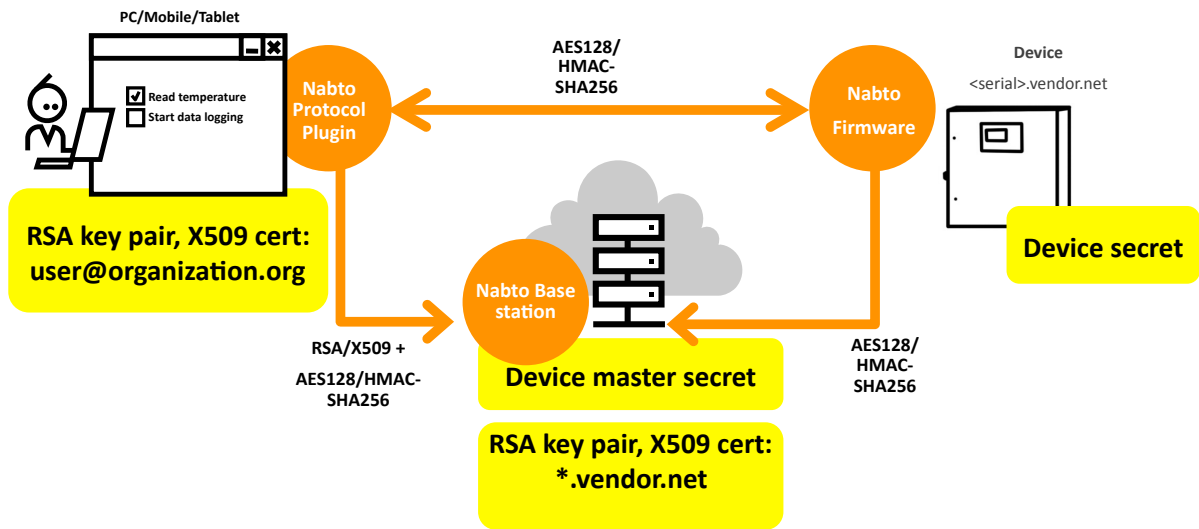 PC/Mobile/Tablet
Read temperature
Start data logging
Nabto
Protocol
Plugin
AES128/
HMAC-
SHA256
Nabto
Firmware
Device
<serial>.vendor.net
RSA key pair, X509 cert:
user@organization.org
Device secret
Nabto Base
station
RSA/X509 +
AES128/HMAC-
SHA256
AES128/
HMAC-
SHA256
Device master secret
RSA key pair, X509 cert:
*.vendor.net